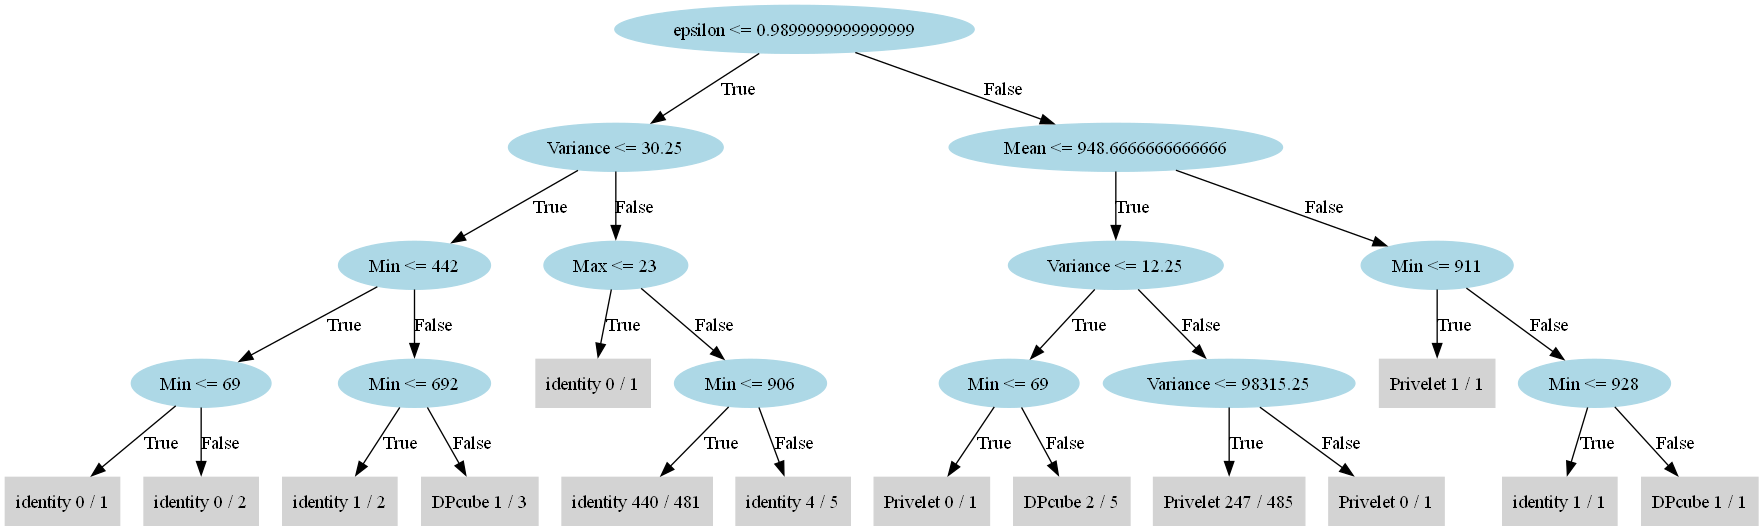 epsilon <= 0.9899999999999999
True
False
Variance <= 30.25
Mean <= 948.6666666666666
True
False
True
False
Min <= 442
Max <= 23
Variance <= 12.25
Min <= 911
True
False
True
False
True
False
True
False
Min <= 69
Min <= 692
identity 0 / 1
Min <= 906
Min <= 69
Variance <= 98315.25
Privelet 1 / 1
Min <= 928
True
False
True
False
True
False
True
False
True
False
True
False
identity 0 / 1
identity 0 / 2
identity 1 / 2
DPcube 1 / 3
identity 440 / 481
identity 4 / 5
Privelet 0 / 1
DPcube 2 / 5
Privelet 247 / 485
Privelet 0 / 1
identity 1 / 1
DPcube 1 / 1